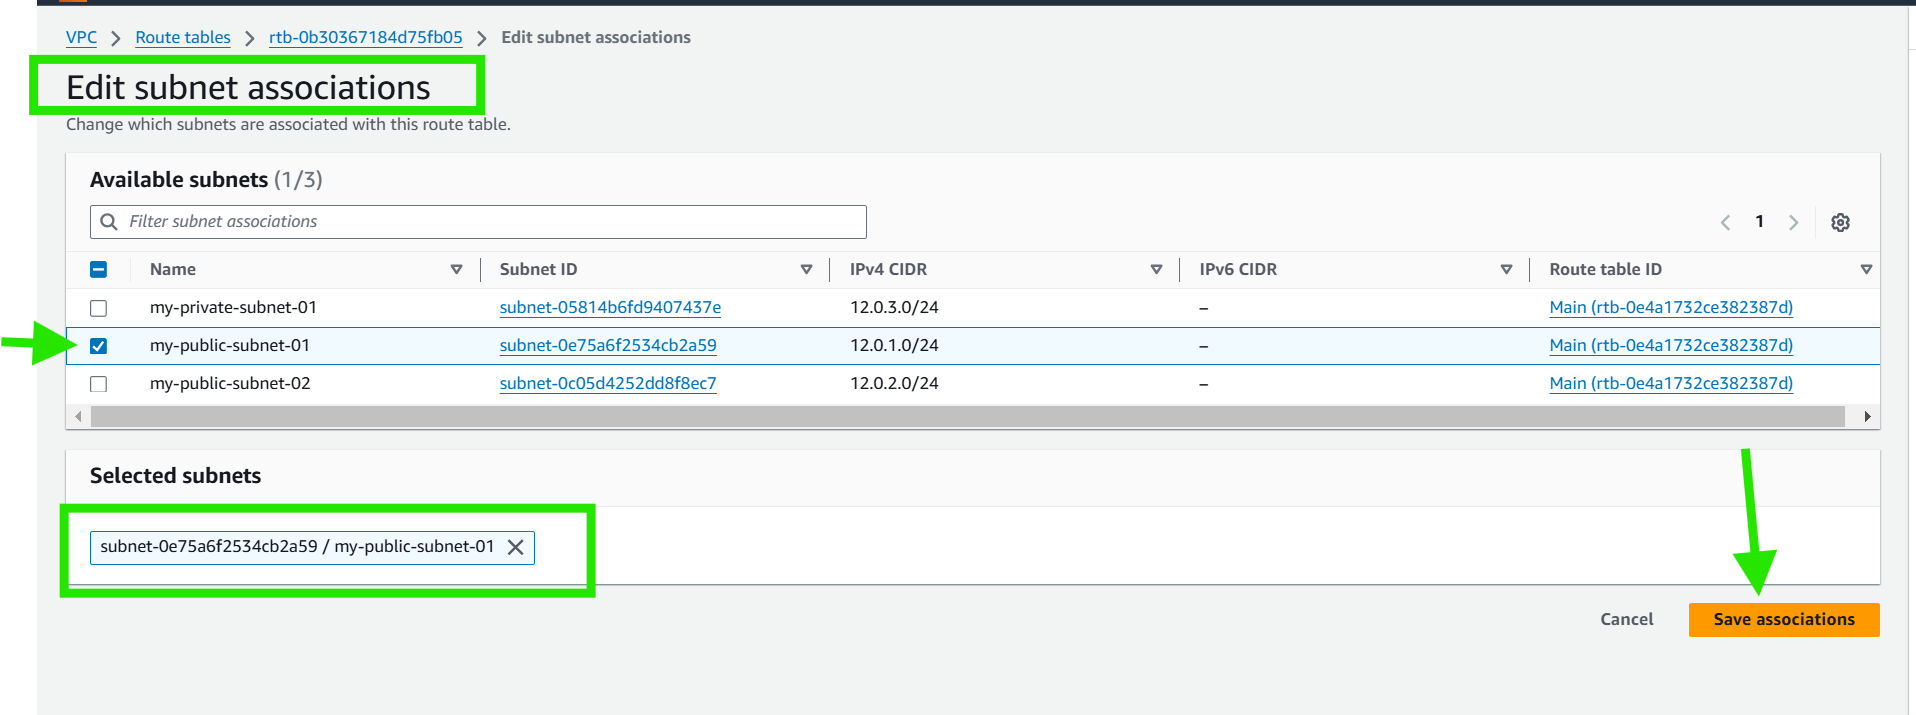 VPC > Route tables > rtb-0b30367184d75fb05 > Edit subnet associations
Edit subnet associations
Change which subnets are associated with this route table.
Available subnets (1/3)
Filter subnet associations
1
Name Subnet ID IPv4 CIDR IPv6 CIDR Route table ID
my-private-subnet-01 subnet-05814b6fd9407437e 12.0.3.0/24 – Main (rtb-0e4a1732ce382387d)
my-public-subnet-01 subnet-0e75a6f2534cb2a59 12.0.1.0/24 – Main (rtb-0e4a1732ce382387d)
my-public-subnet-02 subnet-0c05d4252dd8f8ec7 12.0.2.0/24 – Main (rtb-0e4a1732ce382387d)
Selected subnets
subnet-0e75a6f2534cb2a59 / my-public-subnet-01
Cancel Save associations